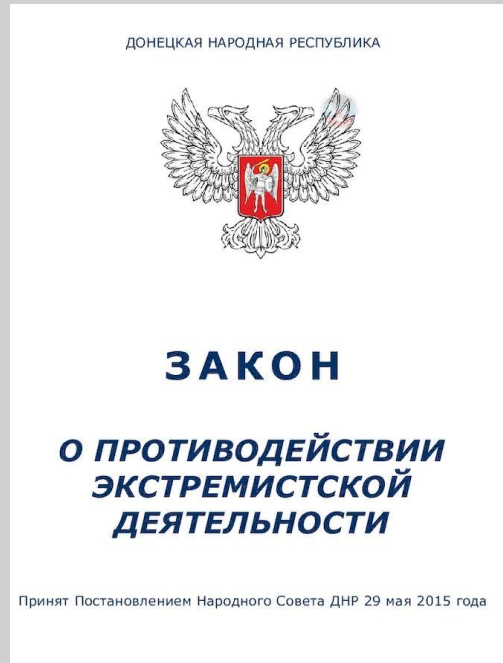 ДОНЕЦКАЯ НАРОДНАЯ РЕСПУБЛИКА
ЗАКОН
О ПРОТИВОДЕЙСТВИИ
ЭКСТРЕМИСТСКОЙ
ДЕЯТЕЛЬНОСТИ
Принят Постановлением Народного Совета ДНР 29 мая 2015 года